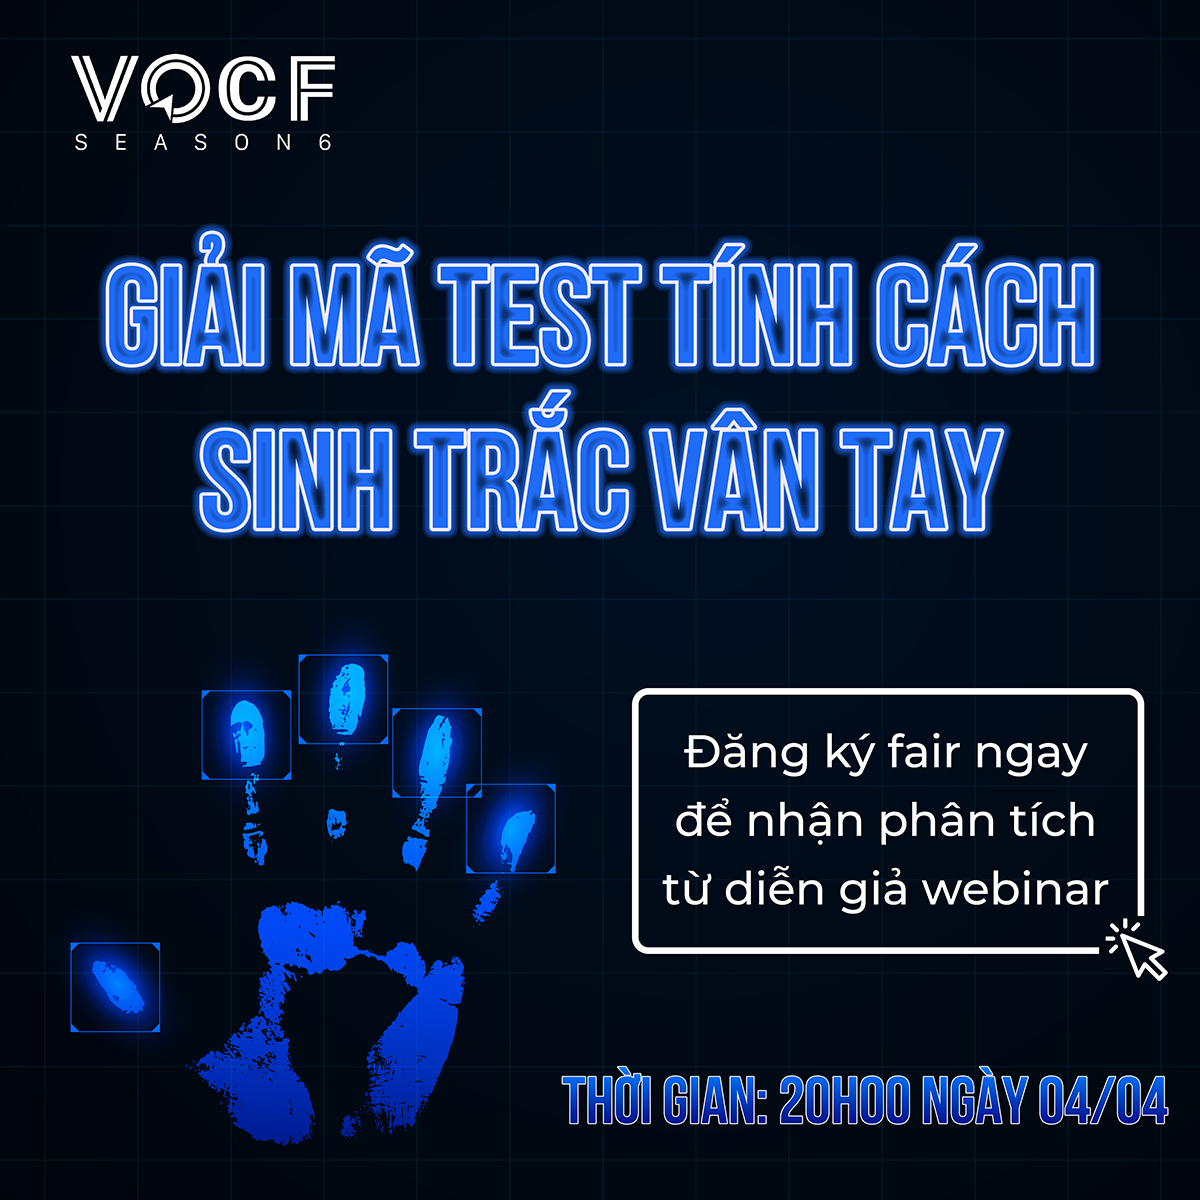 VOCF
SEASON 6
GIẢI MÃ TEST TÍNH CÁCH
SINH TRẮC VÂN TAY
Đăng ký fair ngay
để nhận phân tích
từ diễn giả webinar
THỜI GIAN: 20H00 NGÀY 04/04